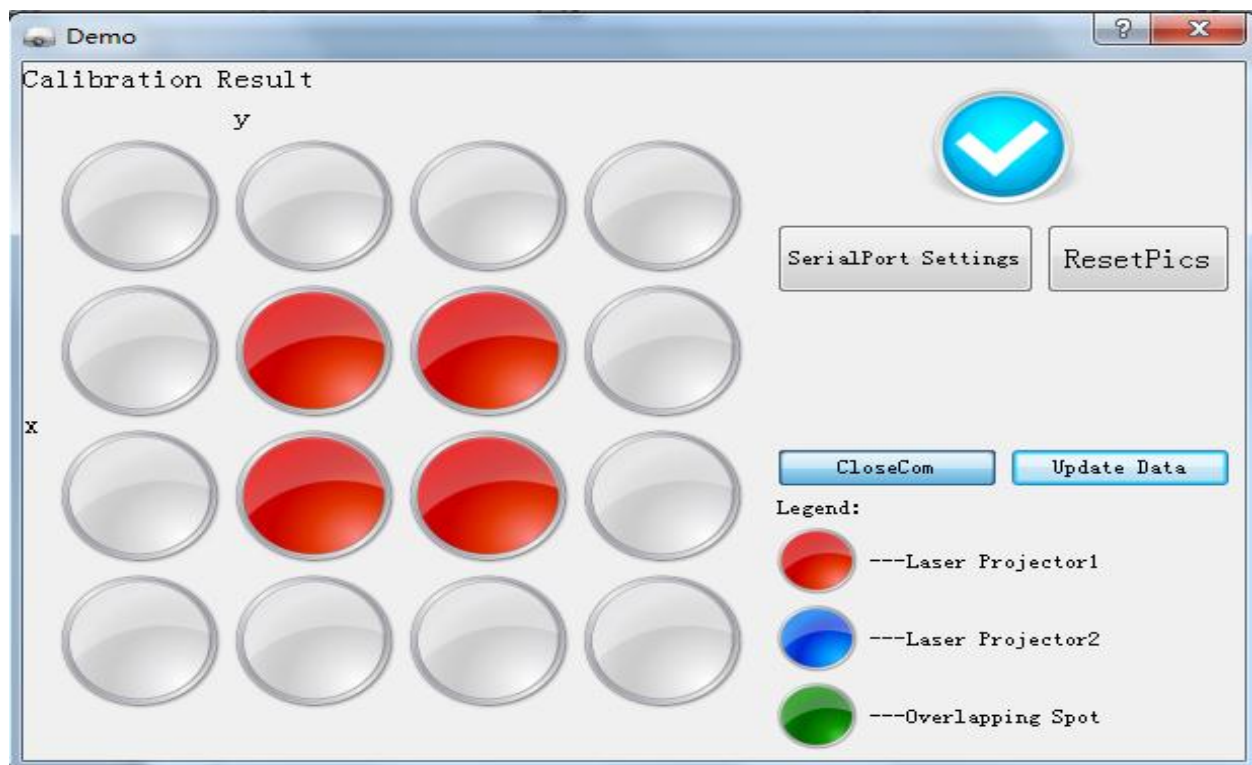 Demo
Calibration Result
y
x
SerialPort Settings
ResetPics
CloseCom
Update Data
Legend:
---Laser Projector1
---Laser Projector2
---Overlapping Spot